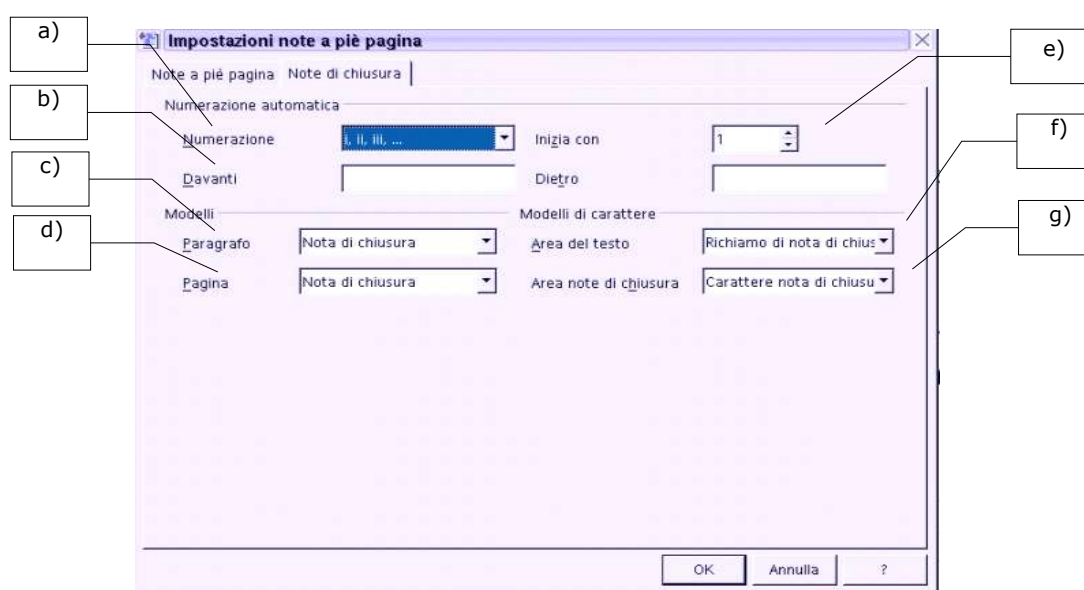 a)
b)
c)
d)
Impostazioni note a piè pagina
Note a piè pagina Note di chiusura
Numerazione automatica
Numerazione i, ii, iii, ... Inizia con 1
Davanti Dietro
Modelli Modelli di carattere
Paragrafo Nota di chiusura Area del testo Richiamo di nota di chius
Pagina Nota di chiusura Area note di chiusura Carattere nota di chiusu
OK Annulla ?
e)
f)
g)